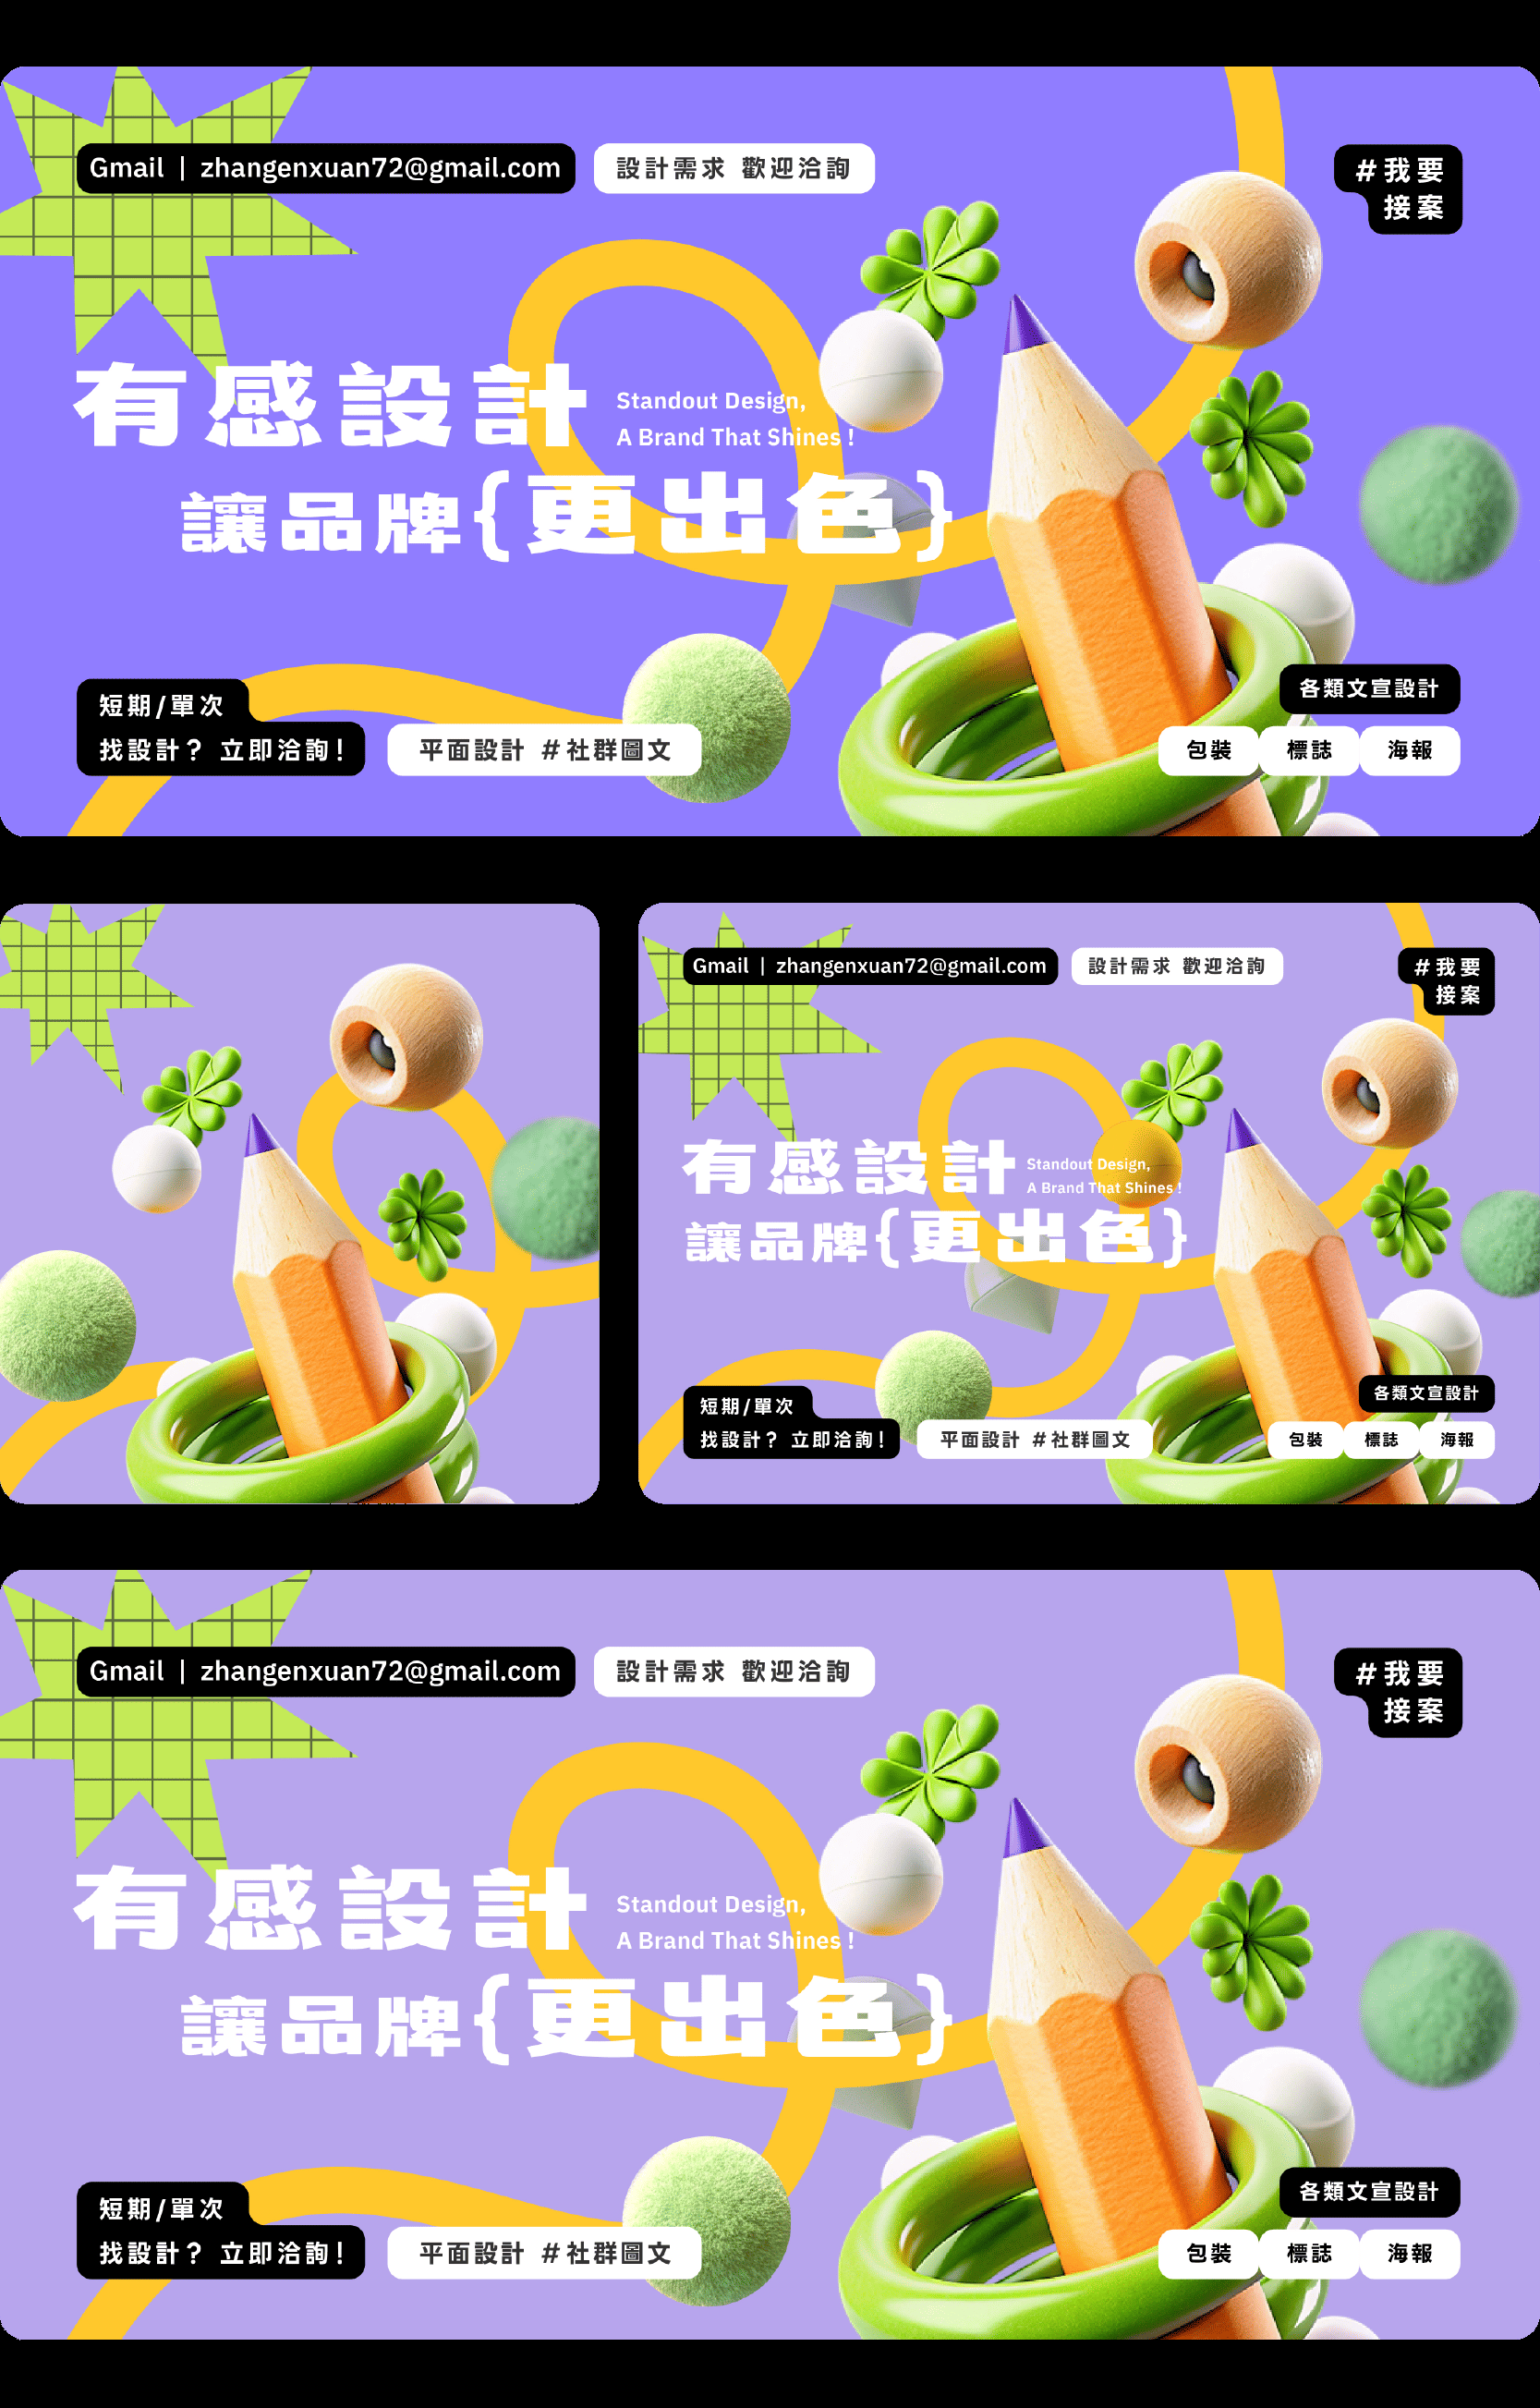 Gmail | zhangenxuan72@gmail.com
設計需求 歡迎洽詢
#我要
接案
有感設計
Standout Design,
A Brand That Shines !
讓品牌{更出色}
短期/單次
找設計? 立即洽詢!
平面設計 #社群圖文
各類文宣設計
包裝 標誌 海報
Gmail | zhangenxuan72@gmail.com
設計需求 歡迎洽詢
#我要
接案
有感設計
Standout Design,
A Brand That Shines !
讓品牌{更出色}
短期/單次
找設計? 立即洽詢!
平面設計 #社群圖文
各類文宣設計
包裝 標誌 海報
Gmail | zhangenxuan72@gmail.com
設計需求 歡迎洽詢
#我要
接案
有感設計
Standout Design,
A Brand That Shines !
讓品牌{更出色}
短期/單次
找設計? 立即洽詢!
平面設計 #社群圖文
各類文宣設計
包裝 標誌 海報